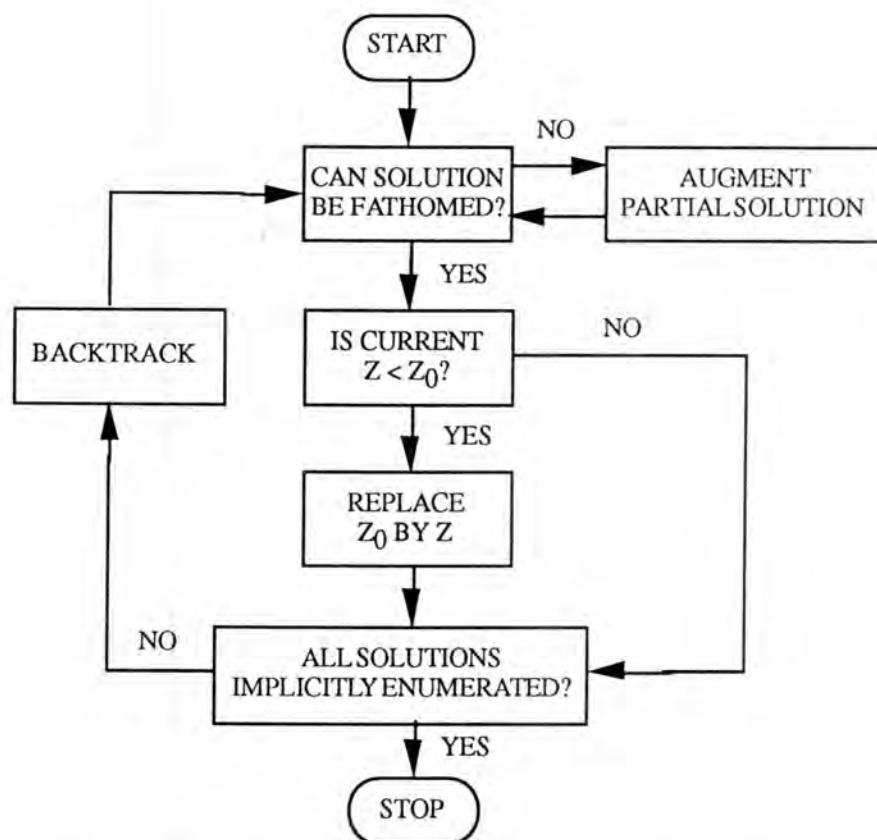 START
NO
CAN SOLUTION
BE FATHOMED?
AUGMENT
PARTIAL SOLUTION
YES
BACKTRACK
IS CURRENT
Z < Z0?
NO
YES
REPLACE
Z0 BY Z
NO
ALL SOLUTIONS
IMPLICITLY ENUMERATED?
YES
STOP